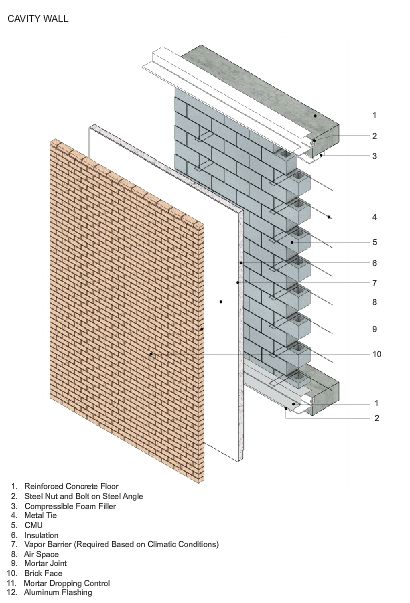 CAVITY WALL
1
2
3
4
5
6
7
8
9
10
1
2
1. Reinforced Concrete Floor
2. Steel Nut and Bolt on Steel Angle
3. Compressible Foam Filler
4. Metal Tie
5. CMU
6. Insulation
7. Vapor Barrier (Required Based on Climatic Conditions)
8. Air Space
9. Mortar Joint
10. Brick Face
11. Mortar Dropping Control
12. Aluminum Flashing